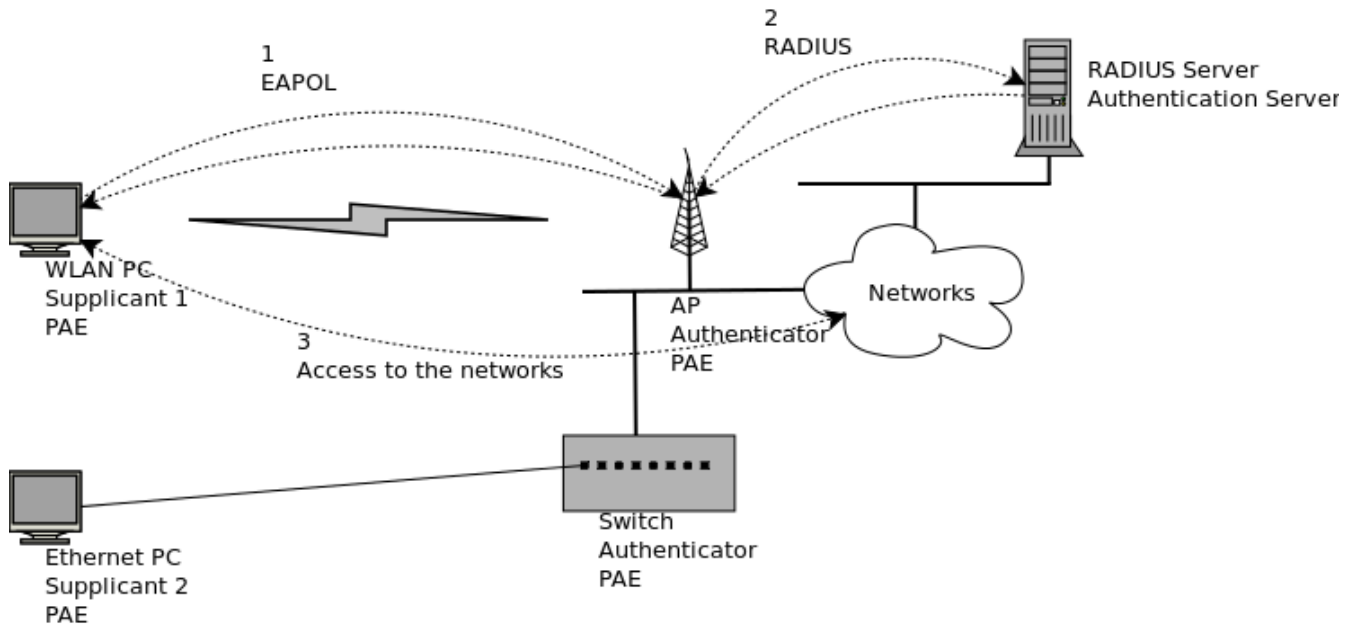 1
EAPOL
2
RADIUS
RADIUS Server
Authentication Server
WLAN PC
Supplicant 1
PAE
Networks
AP
Authenticator
PAE
3
Access to the networks
Switch
Authenticator
PAE
Ethernet PC
Supplicant 2
PAE